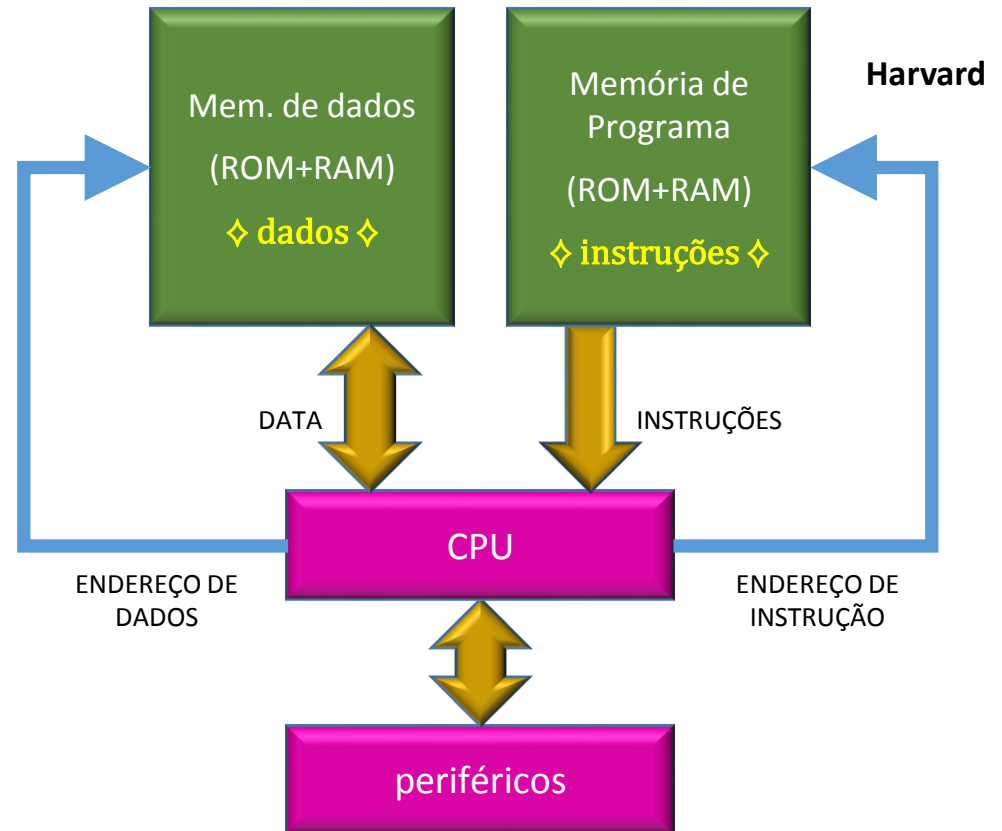 Harvard
Mem. de dados
(ROM+RAM)
✧ dados ✧
Memória de
Programa
(ROM+RAM)
✧ instruções ✧
DATA
INSTRUÇÕES
CPU
ENDEREÇO DE
DADOS
ENDEREÇO DE
INSTRUÇÃO
periféricos